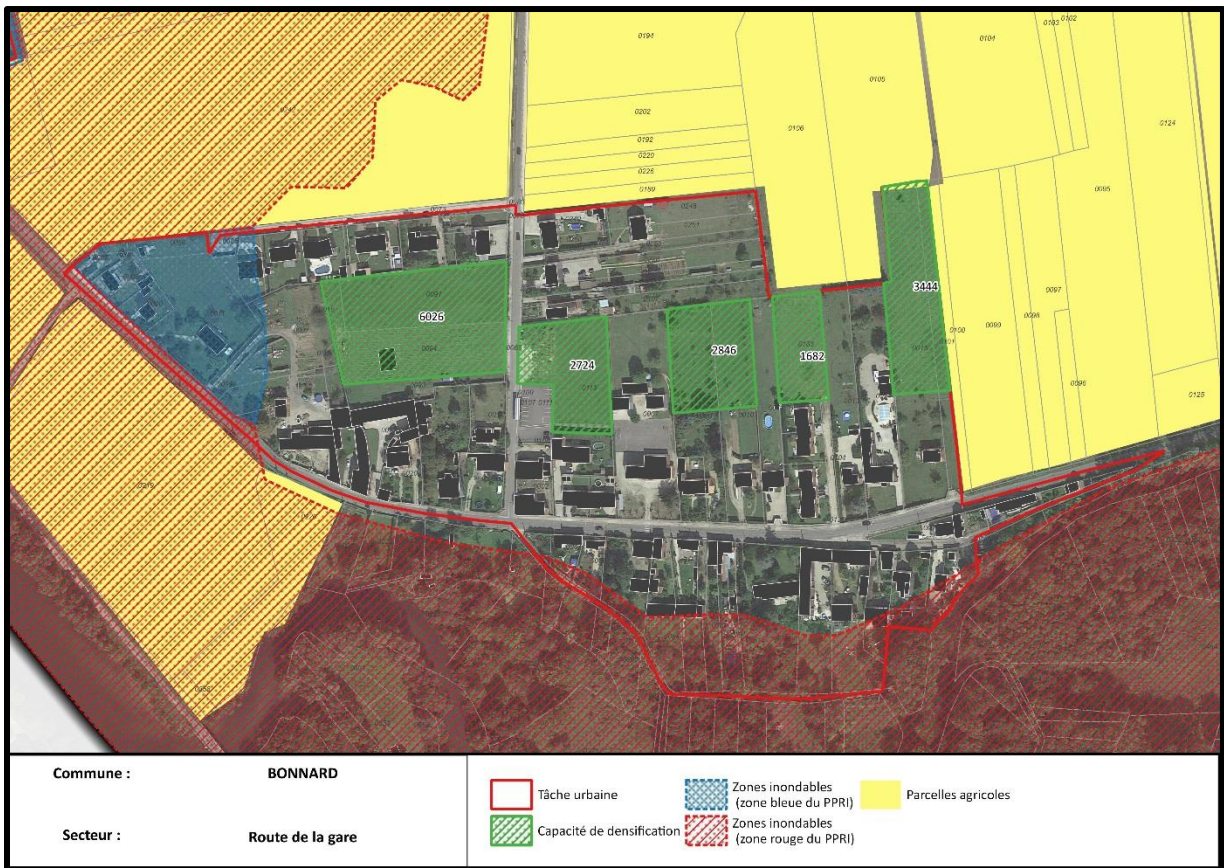 0194
0103
0102
0104
0105
0202
0106
0124
0192
0220
0226
0189
0095
3444
0097
6026
0100
0099
0098
2724
2846
1682
0096
0125
Commune :
BONNARD
Secteur :
Route de la gare
Tâche urbaine
Capacité de densification
Zones inondables
(zone bleue du PPRI)
Zones inondables
(zone rouge du PPRI)
Parcelles agricoles